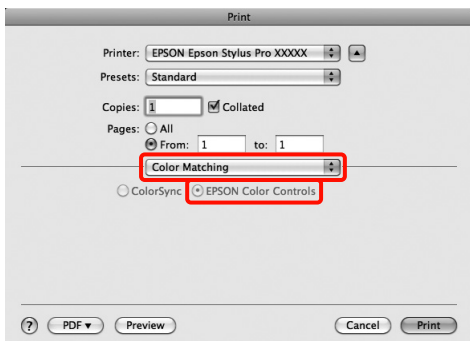 Print
Printer: EPSON Epson Stylus Pro XXXXX
Presets: Standard
Copies: 1 Collated
Pages: All
From: 1 to: 1
Color Matching
ColorSync EPSON Color Controls
? PDF ▼ Preview Cancel Print